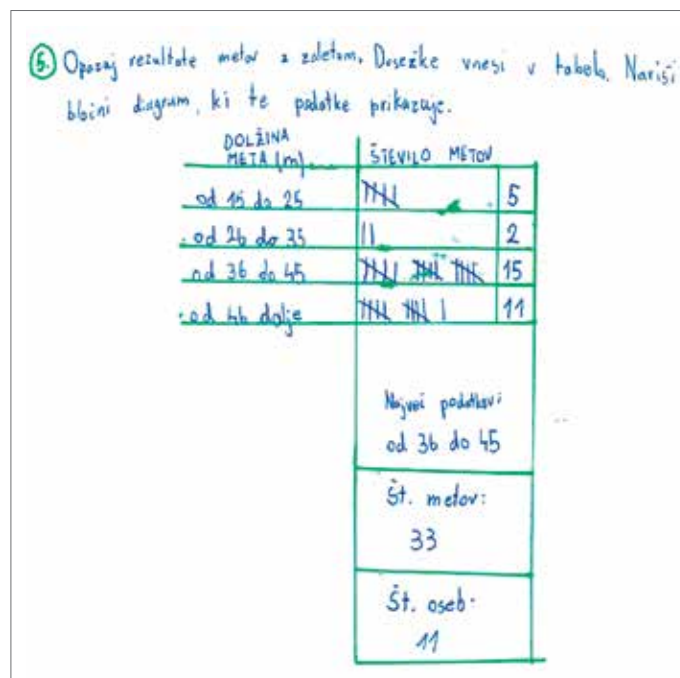 5. Opazuj rezultate metov z zaletom. Dosežke vnesi v tabelo. Nariši
bločni diagram, ki te podatke prikazuje.
DOLŽINA META (m) ŠTEVILO METOV
od 15 do 25 5
od 26 do 35 2
od 36 do 45 15
od 46 dalje 11
Največ podatkov:
od 36 do 45
Št. metov:
33
Št. oseb:
11